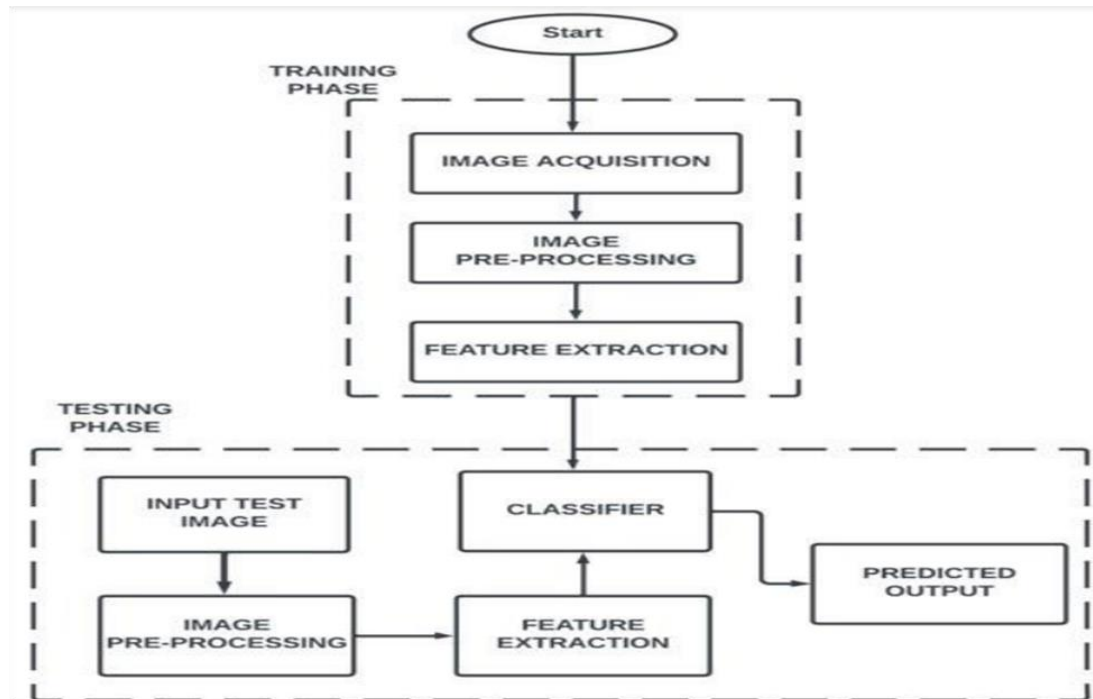 Start
TRAINING
PHASE
IMAGE ACQUISITION
IMAGE
PRE-PROCESSING
FEATURE EXTRACTION
TESTING
PHASE
INPUT TEST
IMAGE
IMAGE
PRE-PROCESSING
FEATURE
EXTRACTION
CLASSIFIER
PREDICTED
OUTPUT